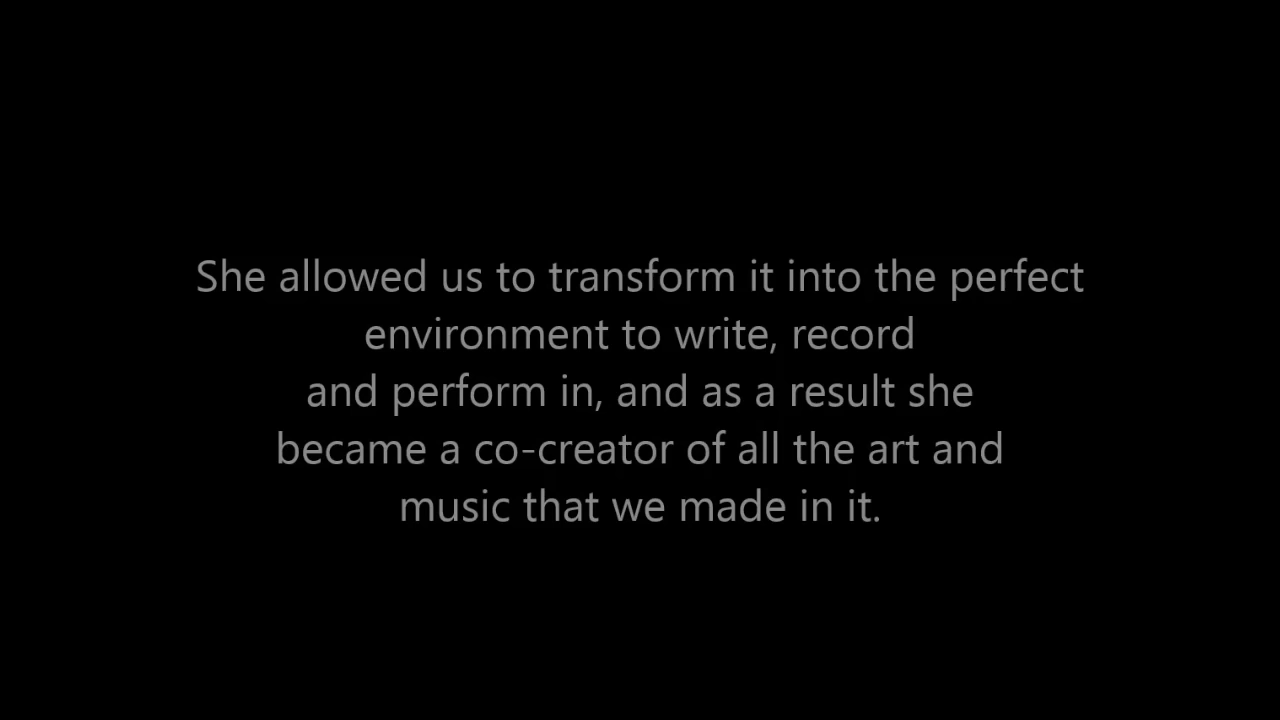 She allowed us to transform it into the perfect
environment to write, record
and perform in, and as a result she
became a co-creator of all the art and
music that we made in it.